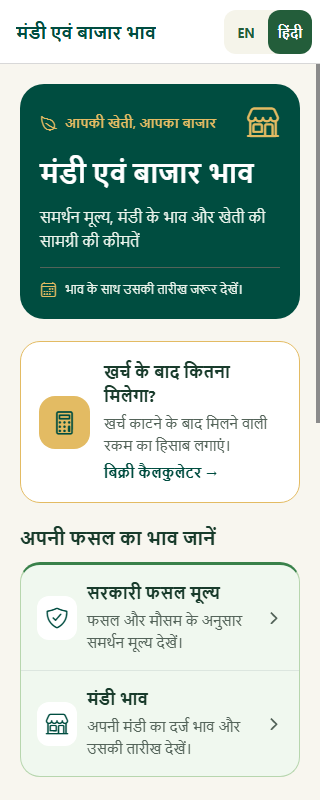 मंडी एवं बाजार भाव
EN
हिंदी
आपकी खेती, आपका बाजार
मंडी एवं बाजार भाव
समर्थन मूल्य, मंडी के भाव और खेती की
सामग्री की कीमतें
भाव के साथ उसकी तारीख जरूर देखें।
खर्च के बाद कितना
मिलेगा?
खर्च काटने के बाद मिलने वाली
रकम का हिसाब लगाएं।
बिक्री कैलकुलेटर →
अपनी फसल का भाव जानें
सरकारी फसल मूल्य
फसल और मौसम के अनुसार
समर्थन मूल्य देखें।
मंडी भाव
अपनी मंडी का दर्ज भाव और
उसकी तारीख देखें।